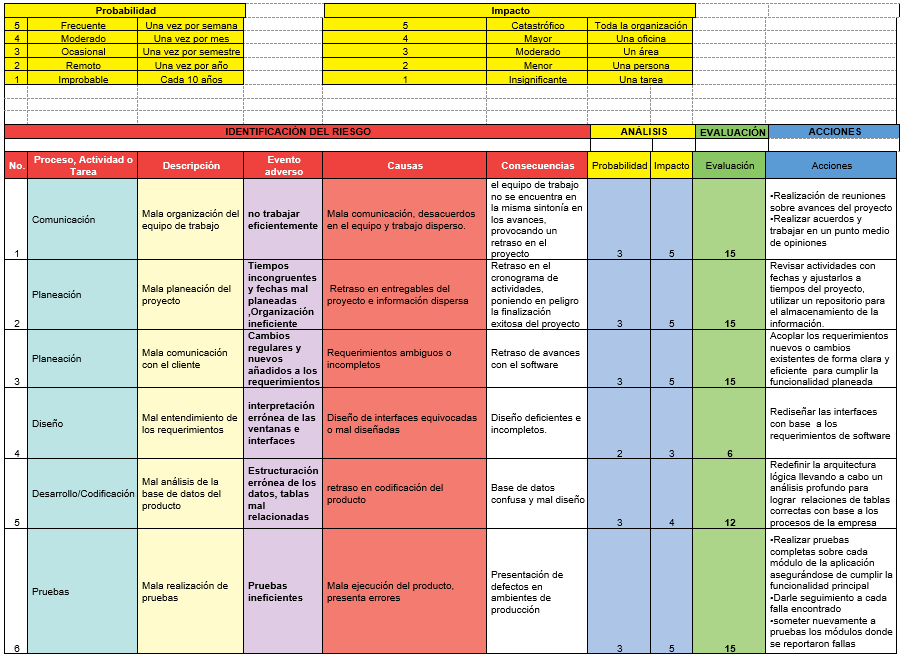 Probabilidad Impacto
5 Frecuente Una vez por semana 5 Catastrófico Toda la organización
4 Moderado Una vez por mes 4 Mayor Una oficina
3 Ocasional Una vez por semestre 3 Moderado Un área
2 Remoto Una vez por año 2 Menor Una persona
1 Improbable Cada 10 años 1 Insignificante Una tarea
IDENTIFICACIÓN DEL RIESGO ANÁLISIS EVALUACIÓN ACCIONES
No. Proceso, Actividad o
Tarea
Descripción
Evento
adverso
Causas
Consecuencias
Probabilidad Impacto Evaluación Acciones
1
Comunicación
Mala organización del
equipo de trabajo
no trabajar
eficientemente
Mala comunicación, desacuerdos
en el equipo y trabajo disperso.
el equipo de trabajo
no se encuentra en
la misma sintonía en
los avances,
provocando un
retraso en el
proyecto
3 5 15
•Realización de reuniones
sobre avances del proyecto
•Realizar acuerdos y
trabajar en un punto medio
de opiniones
2
Planeación
Mala planeación del
proyecto
Tiempos
incongruentes
y fechas mal
planeadas
,Organización
ineficiente
Retraso en entregables del
proyecto e información dispersa
Retraso en el
cronograma de
actividades,
poniendo en peligro
la finalización
exitosa del proyecto
3 5 15
Revisar actividades con
fechas y ajustarlos a
tiempos del proyecto,
utilizar un repositorio para
el almacenamiento de la
información.
3
Planeación
Mala comunicación
con el cliente
Cambios
regulares y
nuevos
añadidos a los
requerimientos
Requerimientos ambiguos o
incompletos
Retraso de avances
con el software
3 5 15
Acoplar los requerimientos
nuevos o cambios
existentes de forma clara y
eficiente para cumplir la
funcionalidad planeada
4
Diseño
Mal entendimiento de
los requerimientos
interpretación
errónea de las
ventanas e
interfaces
Diseño de interfaces equivocadas
o mal diseñadas
Diseño deficientes e
incompletos.
2 3 6
Rediseñar las interfaces
con base a los
requerimientos de software
5
Desarrollo/Codificación
Mal análisis de la
base de datos del
producto
Estructuración
errónea de los
datos, tablas
mal
relacionadas
retraso en codificación del
producto
Base de datos
confusa y mal diseño
3 4 12
Redefinir la arquitectura
lógica llevando a cabo un
análisis profundo para
lograr relaciones de tablas
correctas con base a los
procesos de la empresa
6
Pruebas
Mala realización de
pruebas
Pruebas
ineficientes
Mala ejecución del producto,
presenta errores
Presentación de
defectos en
ambientes de
producción
3 5 15
•Realizar pruebas
completas sobre cada
módulo de la aplicación
asegurándose de cumplir la
funcionalidad principal
•Darle seguimiento a cada
falla encontrado
•someter nuevamente a
pruebas los módulos donde
se reportaron fallas